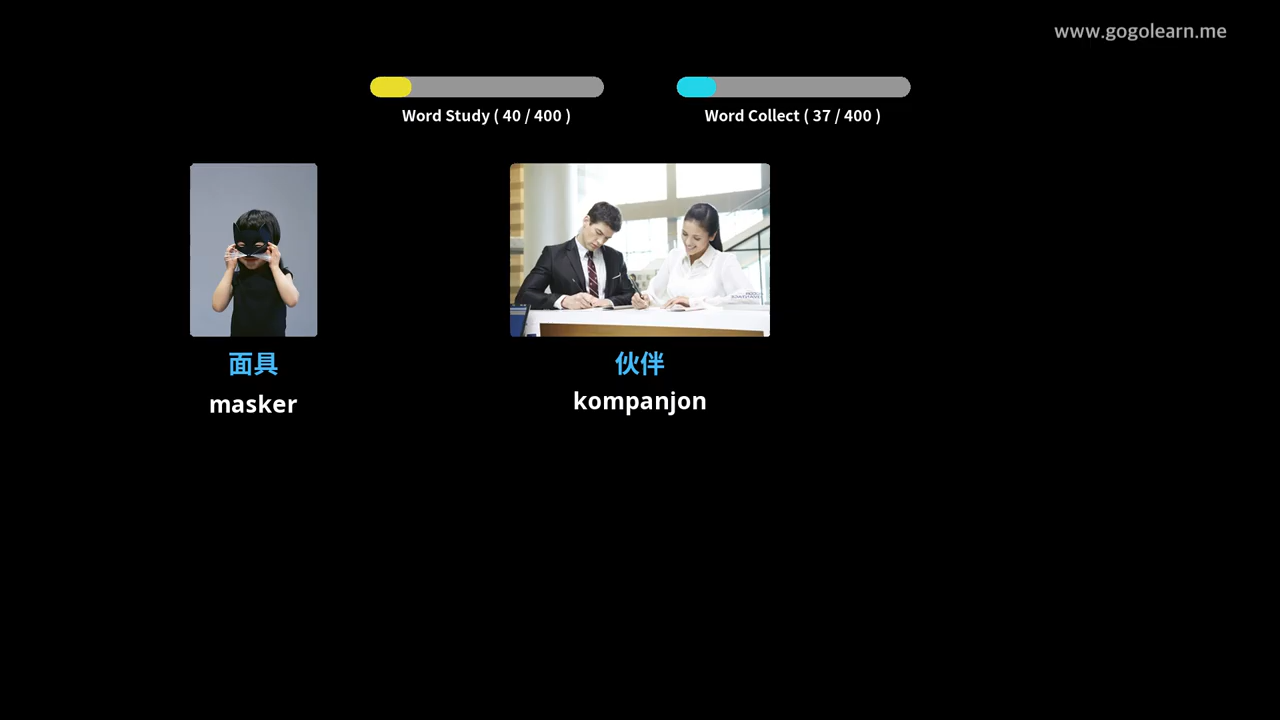 www.gogolearn.me
Word Study ( 40 / 400 )
Word Collect ( 37 / 400 )
面具
masker
伙伴
kompanjon